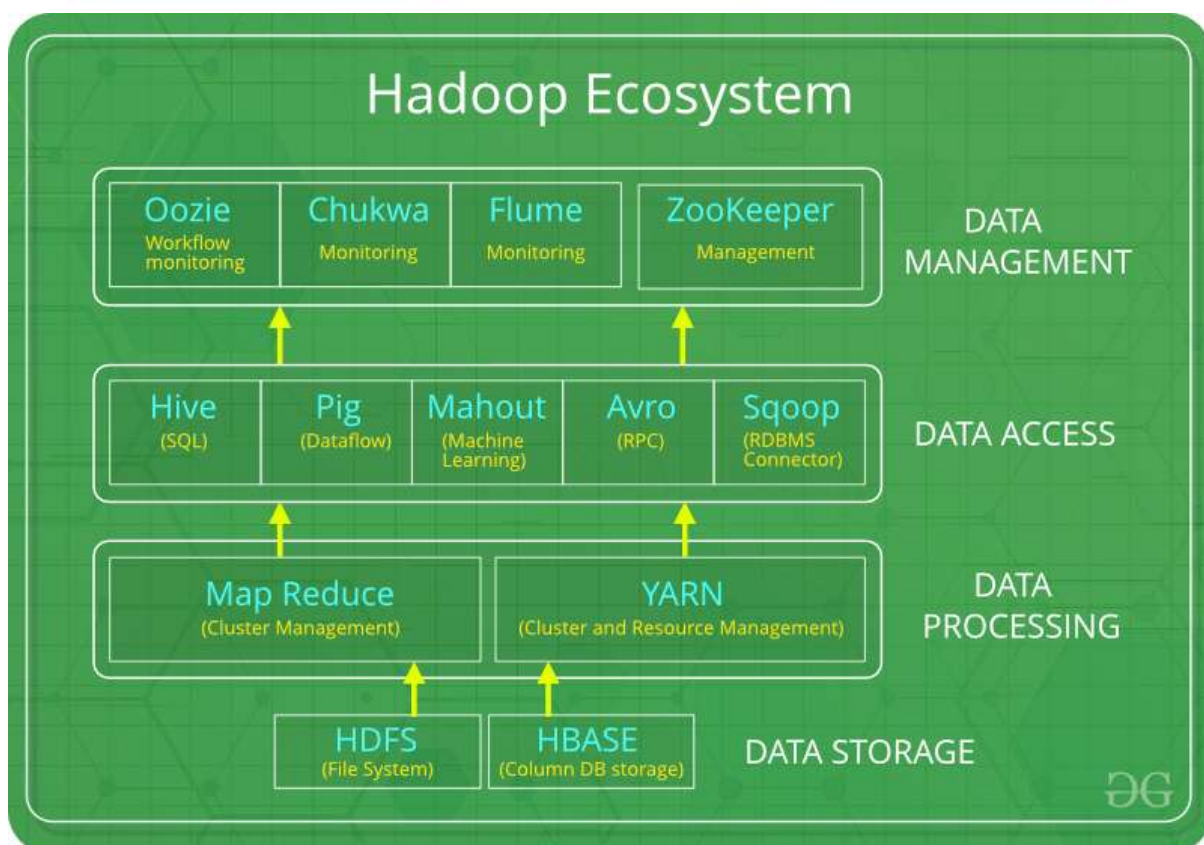 Hadoop Ecosystem
Oozie
Workflow
monitoring
Chukwa
Monitoring
Flume
Monitoring
ZooKeeper
Management
DATA
MANAGEMENT
Hive
(SQL)
Pig
(Dataflow)
Mahout
(Machine
Learning)
Avro
(RPC)
Sqoop
(RDBMS
Connector)
DATA ACCESS
Map Reduce
(Cluster Management)
YARN
(Cluster and Resource Management)
DATA
PROCESSING
HDFS
(File System)
HBASE
(Column DB storage)
DATA STORAGE